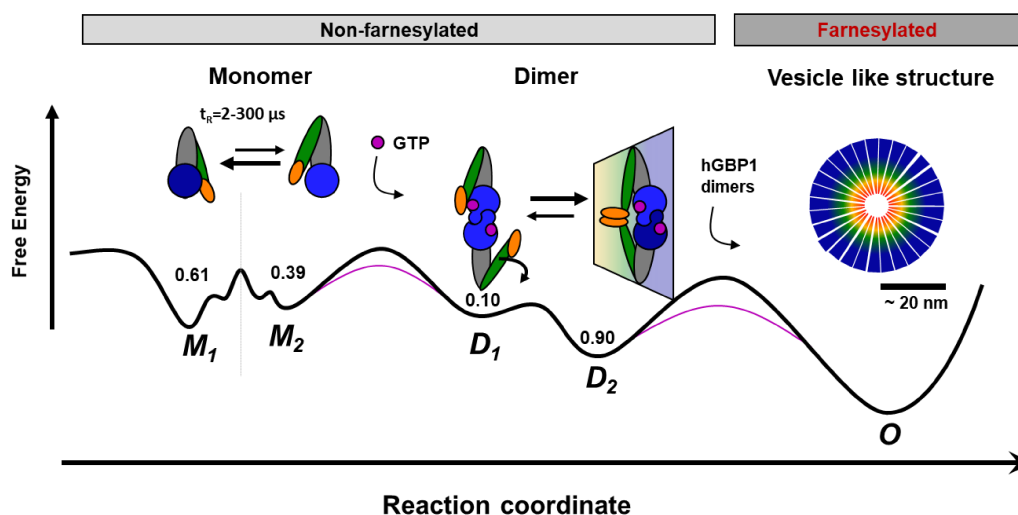 Non-farnesylated
Farnesylated
Monomer
Dimer
Vesicle like structure
tR=2-300 µs
GTP
hGBP1
dimers
Free Energy
0.61
0.39
0.10
0.90
~ 20 nm
M1
M2
D1
D2
O
Reaction coordinate